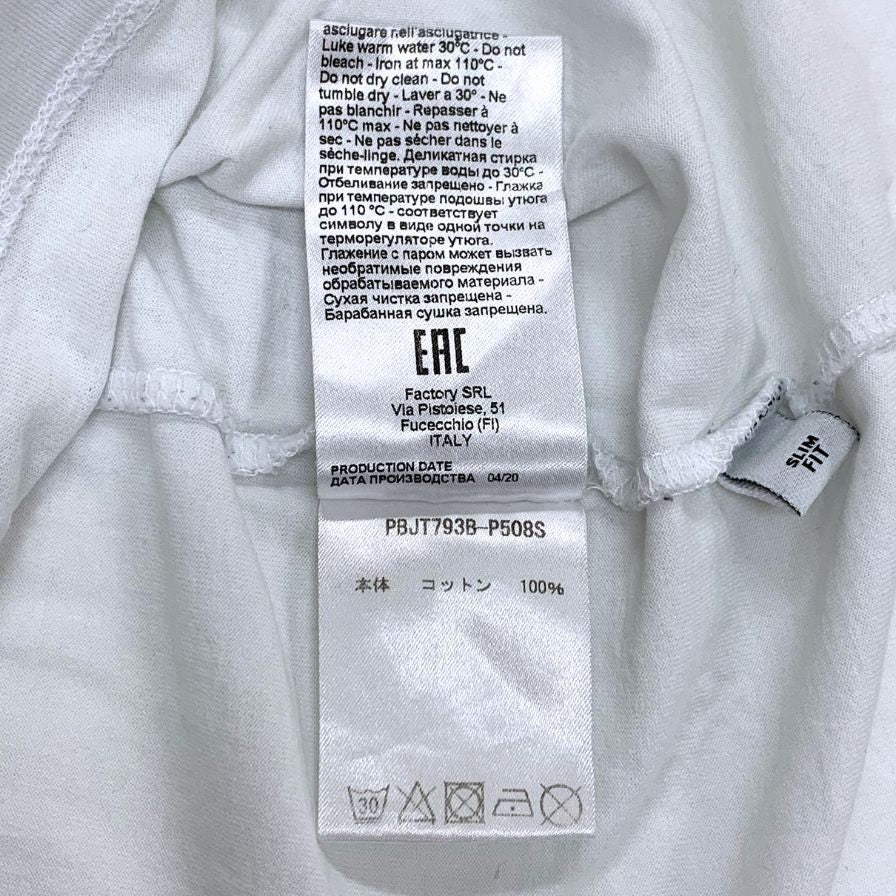 asciugare nell'asciugatrice -
Luke warm water 30°C - Do not
bleach - Iron at max 110°C -
Do not dry clean - Do not
tumble dry - Laver a 30° - Ne
pas blanchir - Repasser à
110°C max - Ne pas nettoyer à
sec - Ne pas sécher dans le
sèche-linge. Деликатная стирка
при температуре воды до 30°C -
Отбеливание запрещено - Глажка
при температуре подошвы утюга
до 110 °C - соответствует
символу в виде одной точки на
терморегуляторе утюга.
Глажение с паром может вызвать
необратимые повреждения
обрабатываемого материала -
Сухая чистка запрещена -
Барабанная сушка запрещена.
EAC
Factory SRL
Via Pistoiese, 51
Fucecchio (FI)
ITALY
PRODUCTION DATE
ДАТА ПРОИЗВОДСТВА 04/20
SLIM
FIT
PBJT793B-P508S
本体 コットン 100%
30